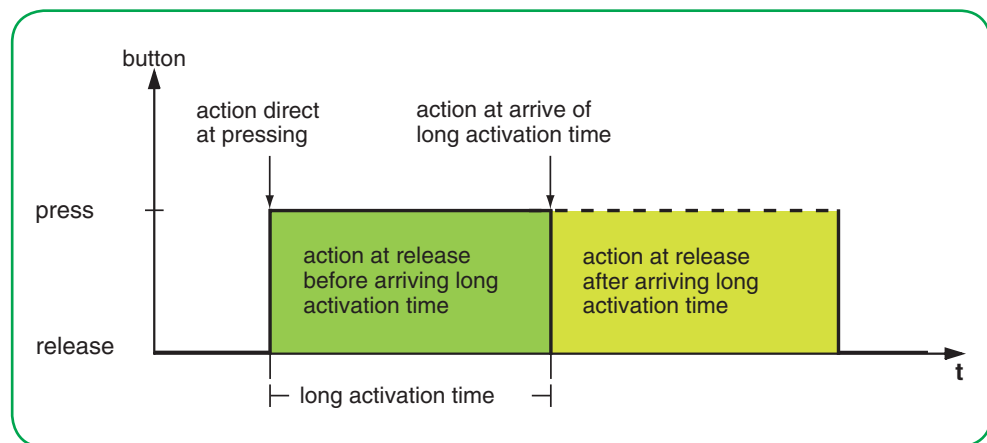 button
action direct
at pressing
action at arrive of
long activation time
press
action at release
before arriving long
activation time
action at release
after arriving long
activation time
release
t
long activation time